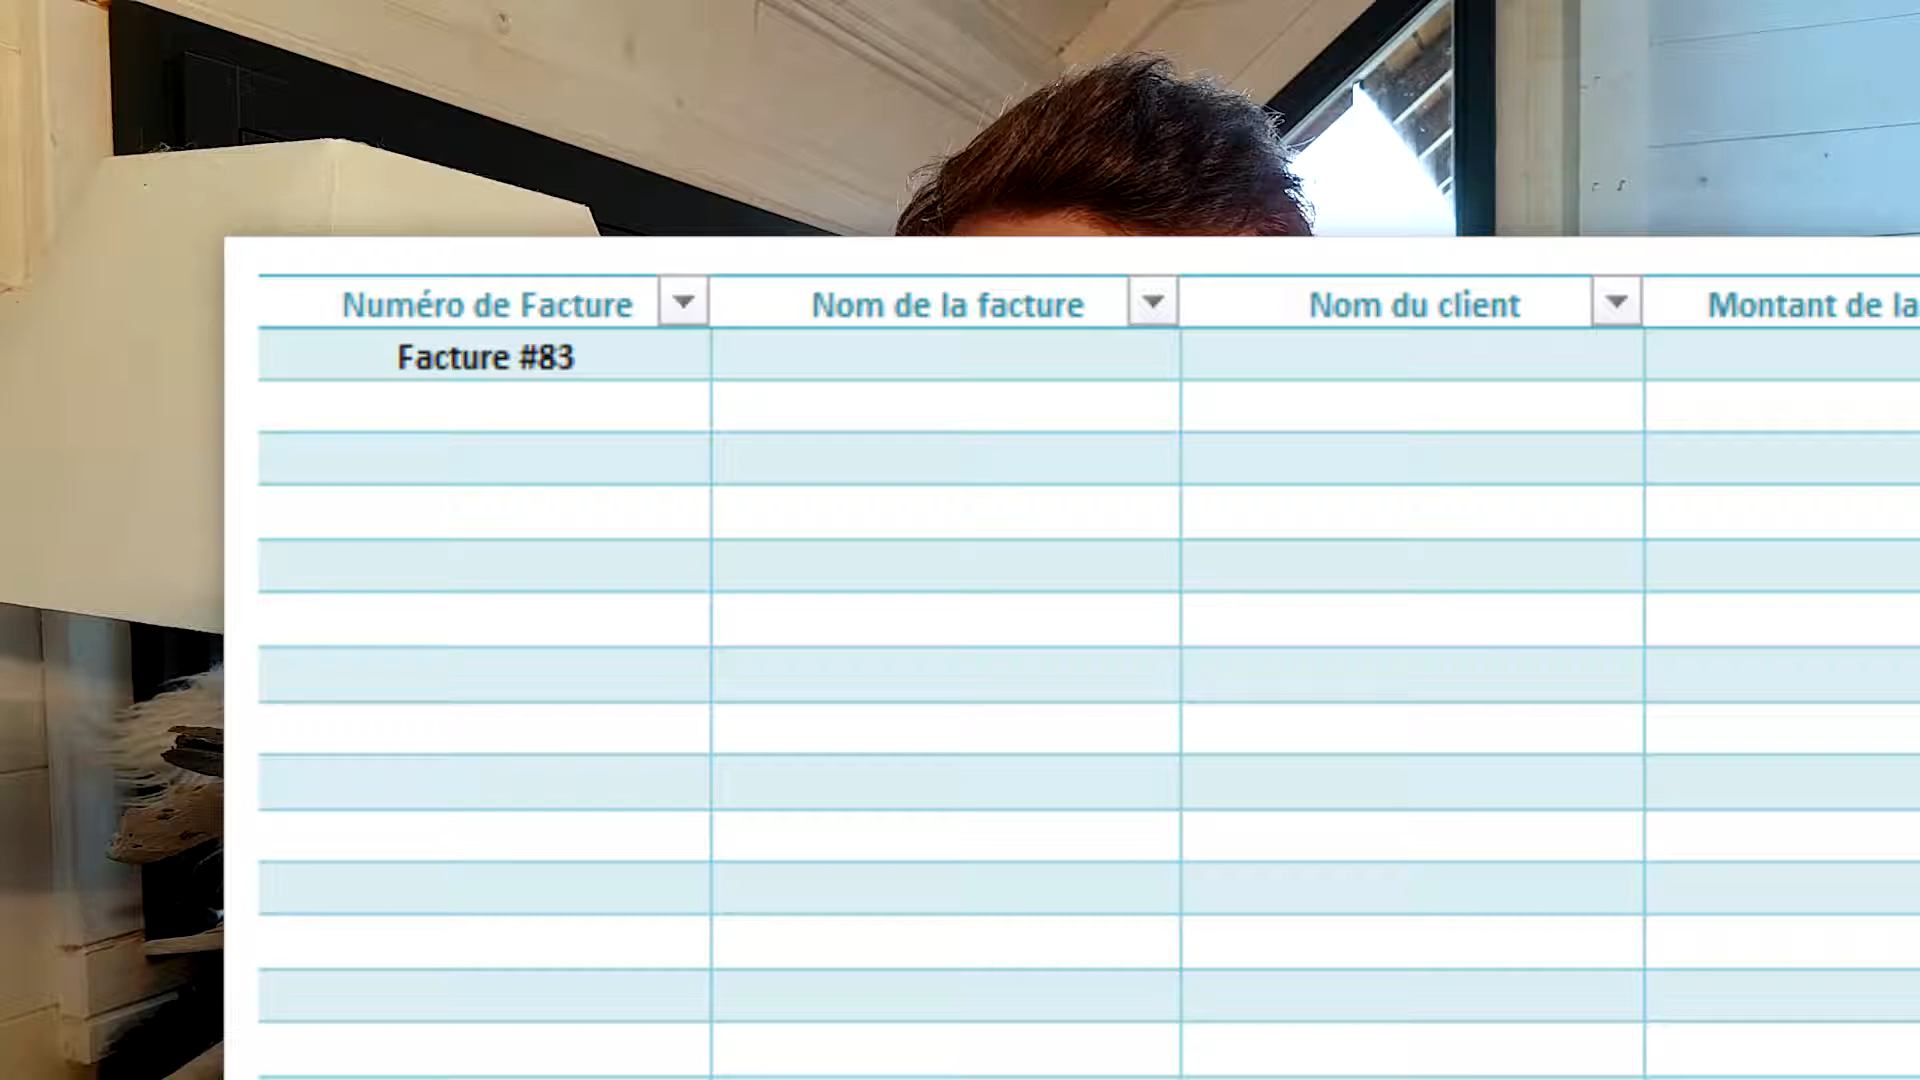 Numéro de Facture Nom de la facture Nom du client Montant de la
Facture #83